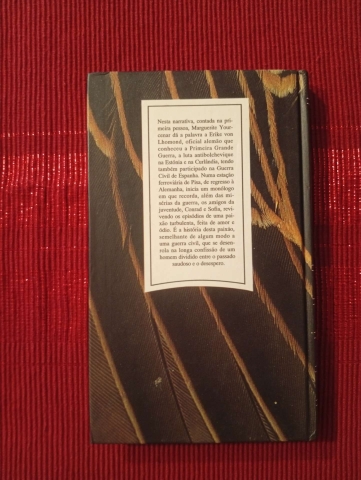 Nesta narrativa, contada na pri-
meira pessoa, Marguerite Your-
cenar dá a palavra a Erike von
Lhomond, oficial alemão que
conheceu a Primeira Grande
Guerra, a luta antibolchevique
na Estónia e na Curlândia, tendo
também participado na Guerra
Civil de Espanha. Numa estação
ferroviária de Pisa, de regresso à
Alemanha, inicia um monólogo
em que recorda, além das mi-
sérias da guerra, os amigos da
juventude, Conrad e Sofia, revi-
vendo os episódios de uma pai-
xão turbulenta, feita de amor e
ódio. É a história desta paixão,
semelhante de algum modo a
uma guerra civil, que se desen-
rola na longa confissão de um
homem dividido entre o passado
saudoso e o desespero.